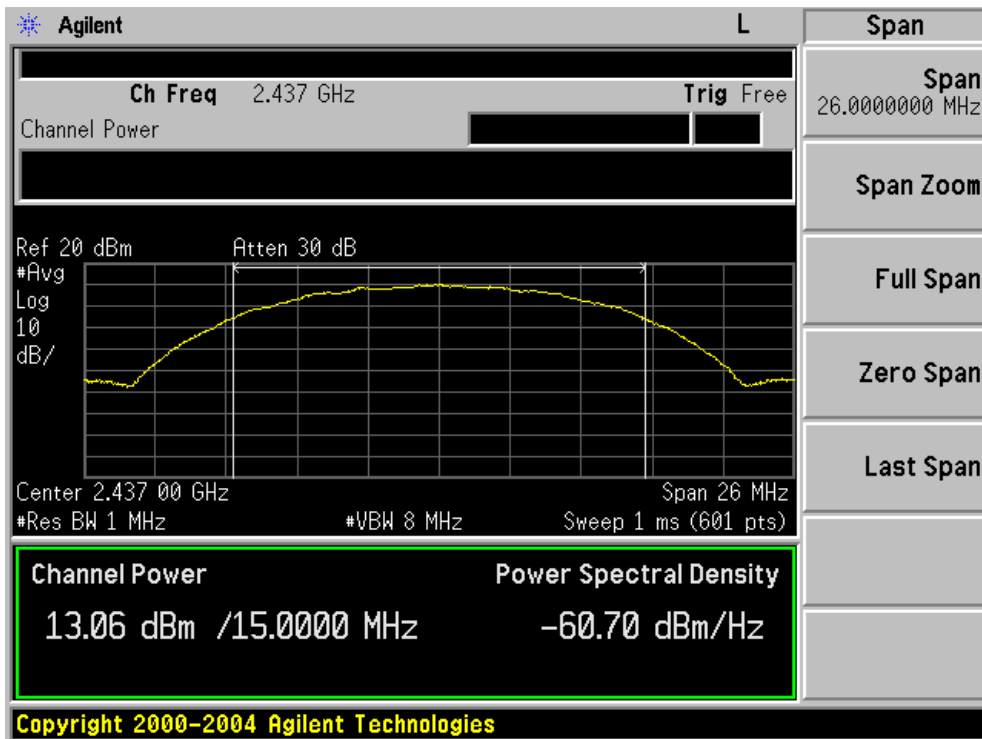 Agilent L Span
Ch Freq 2.437 GHz Trig Free
Channel Power
Span
26.0000000 MHz
Span Zoom
Full Span
Zero Span
Last Span
Ref 20 dBm Atten 30 dB
#Avg
Log
10
dB/
Center 2.437 00 GHz Span 26 MHz
#Res BW 1 MHz #VBW 8 MHz Sweep 1 ms (601 pts)
Channel Power Power Spectral Density
13.06 dBm /15.0000 MHz -60.70 dBm/Hz
Copyright 2000-2004 Agilent Technologies